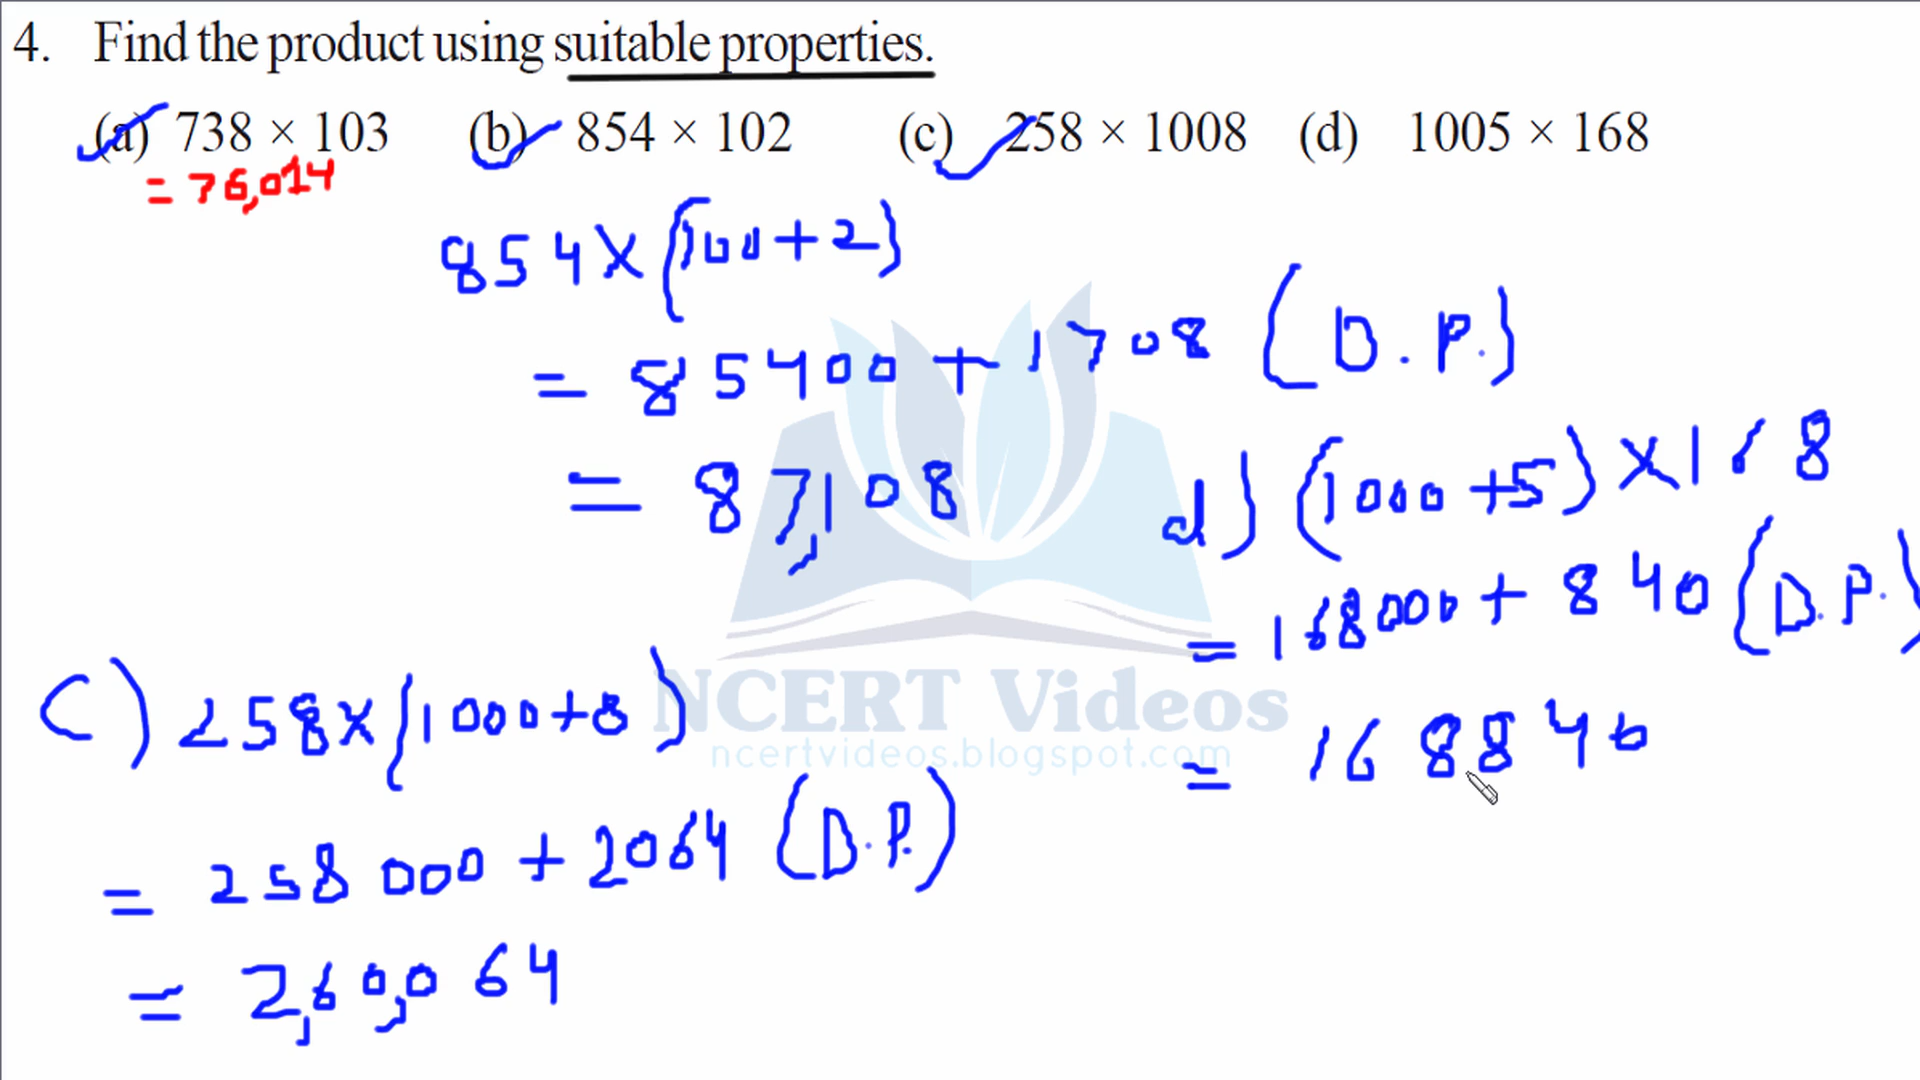 4. Find the product using suitable properties.
(a) 738 × 103 (b) 854 × 102 (c) 258 × 1008 (d) 1005 × 168
= 76,014
854 X (100+2)
= 85400 + 1708 (D.P.)
= 87,108
d) (1000+5) X 168
= 168000 + 840 (D.P.)
= 168840
C) 258 X (1000+8)
= 258000 + 2064 (D.P.)
= 2,60,064
NCERT Videos
ncertvideos.blogspot.com